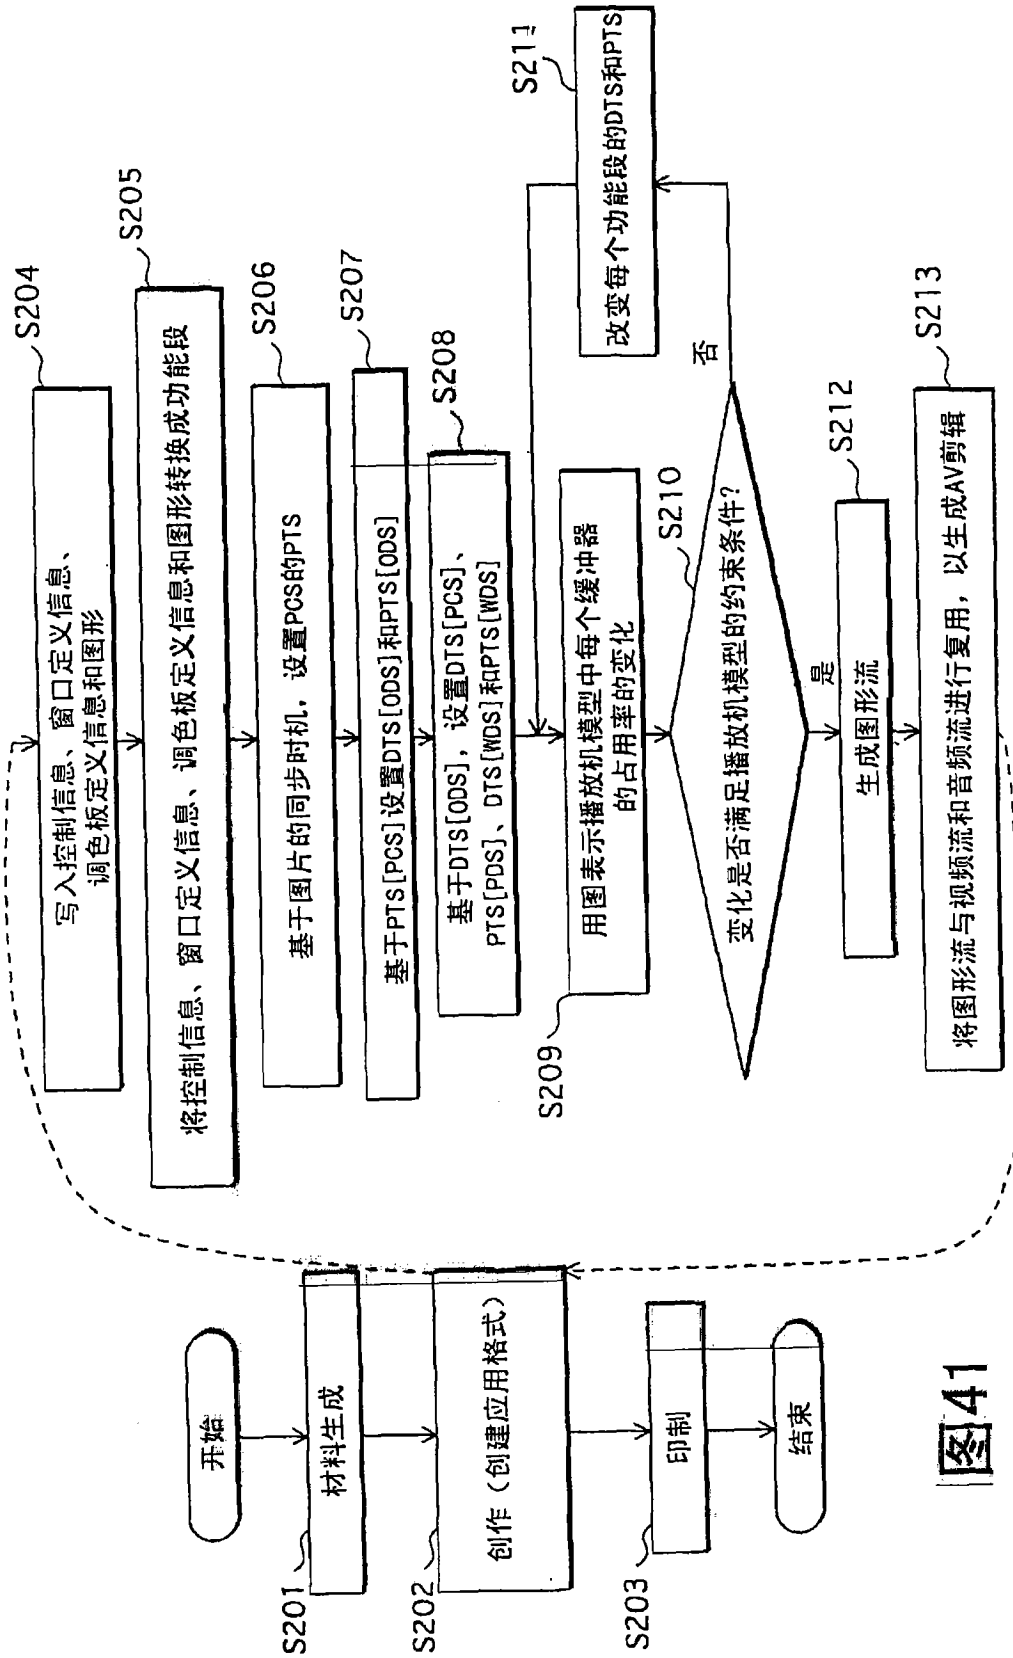 开始
S201
材料生成
S202
创作（创建应用格式）
S203
印制
结束
S204
写入控制信息、窗口定义信息、
调色板定义信息和图形
S205
将控制信息、窗口定义信息、调色板定义信息和图形转换成功能段
S206
基于图片的同步时机，设置PCS的PTS
S207
基于PTS[PCS]设置DTS[ODS]和PTS[ODS]
S208
基于DTS[ODS]，设置DTS[PCS]、
PTS[PDS]、DTS[WDS]和PTS[WDS]
S209
用图表示播放机模型中每个缓冲器
的占用率的变化
S210
变化是否满足播放机模型的约束条件？
否
S211
改变每个功能段的DTS和PTS
是
S212
生成图形流
S213
将图形流与视频流和音频流进行复用，以生成AV剪辑
图41